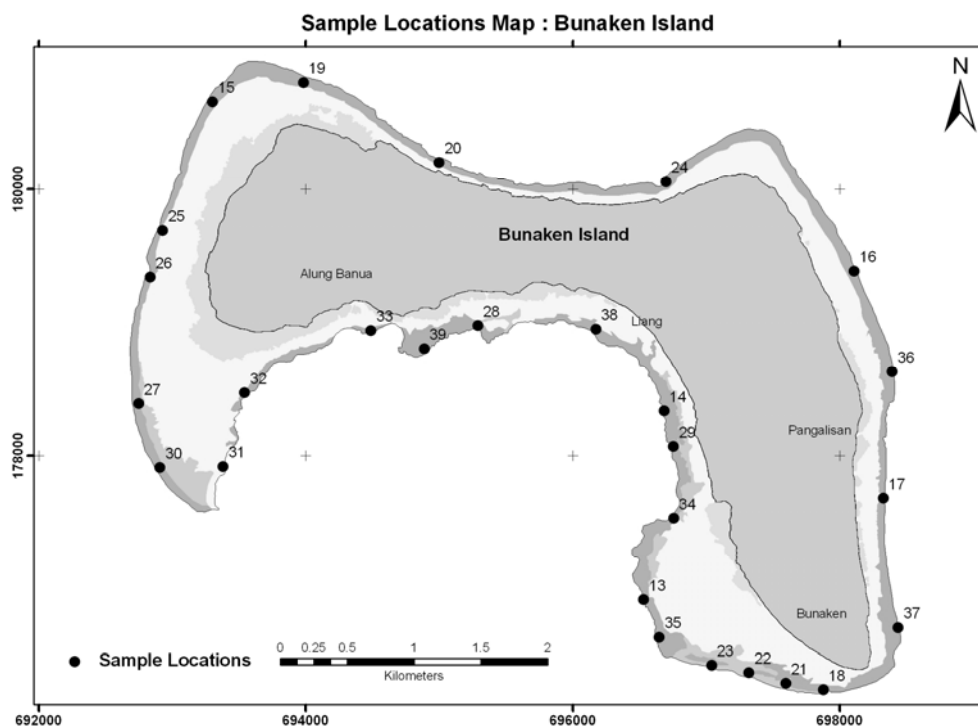 Sample Locations Map : Bunaken Island
N
19
15
20
24
180000
25
Bunaken Island
16
26
Alung Banua
33
28
38
Liang
39
36
32
27
14
Pangalisan
29
178000
30
31
17
34
13
Bunaken
37
35
0 0.25 0.5 1 1.5 2
Sample Locations
Kilometers
23
22
21
18
692000 694000 696000 698000